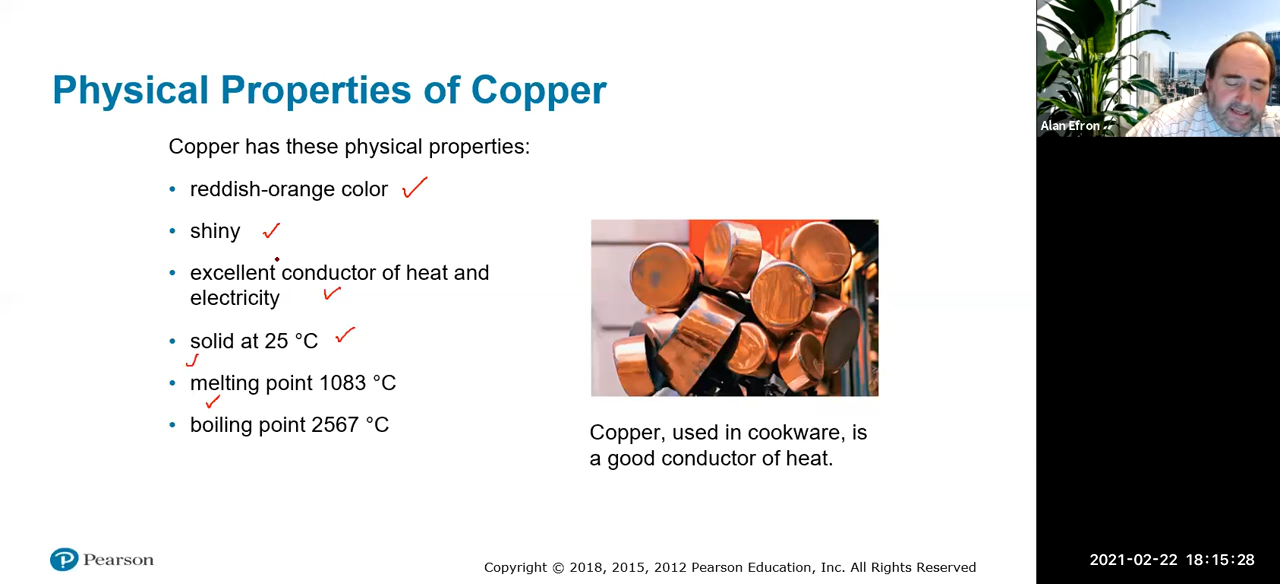 Physical Properties of Copper
Copper has these physical properties:
• reddish-orange color
• shiny
• excellent conductor of heat and
electricity
• solid at 25 °C
• melting point 1083 °C
• boiling point 2567 °C
Copper, used in cookware, is
a good conductor of heat.
P Pearson
Copyright © 2018, 2015, 2012 Pearson Education, Inc. All Rights Reserved
Alan Efron
2021-02-22 18:15:28